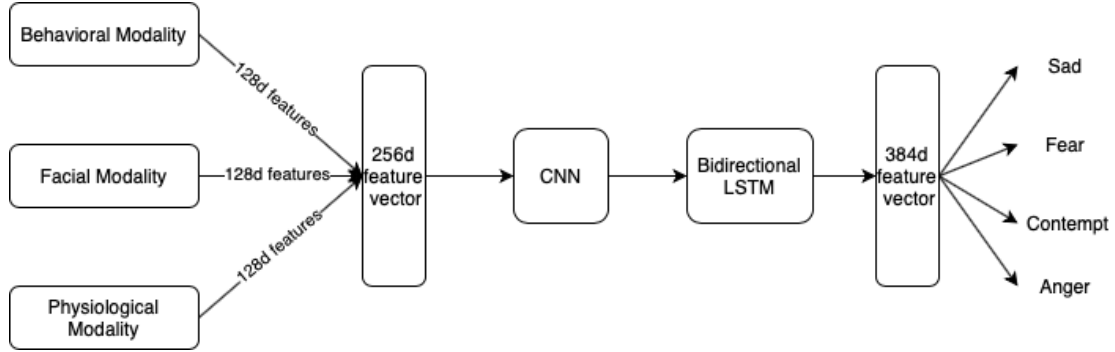 Behavioral Modality
128d features
Facial Modality
128d features
Physiological
Modality
128d features
256d
feature
vector
CNN
Bidirectional
LSTM
384d
feature
vector
Sad
Fear
Contempt
Anger